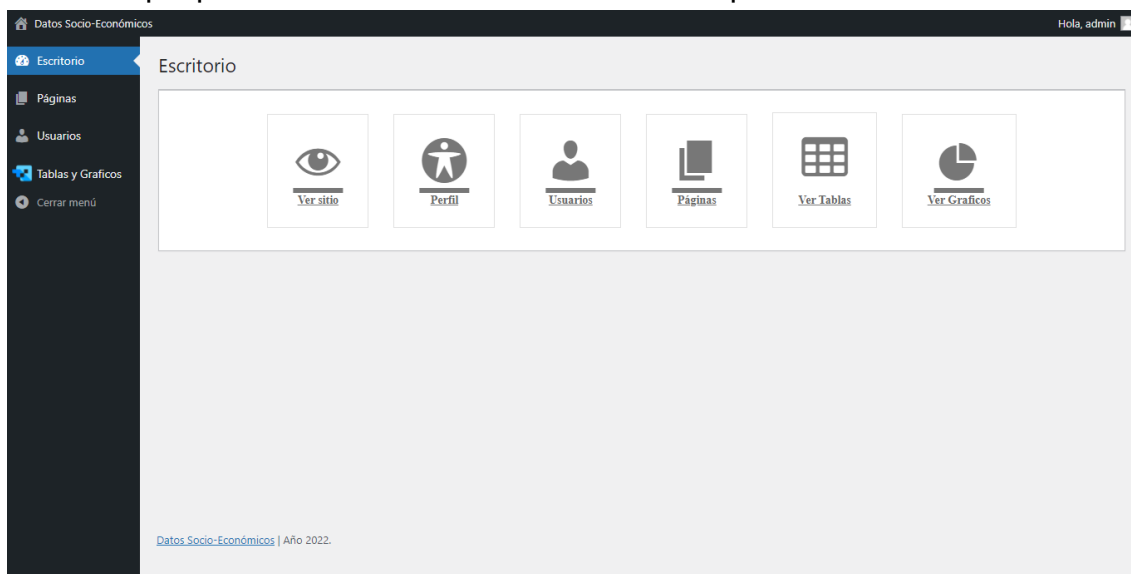 Datos Socio-Económicos
Hola, admin
Escritorio
Páginas
Usuarios
Tablas y Graficos
Cerrar menú
Escritorio
Ver sitio
Perfil
Usuarios
Páginas
Ver Tablas
Ver Graficos
Datos Socio-Económicos | Año 2022.